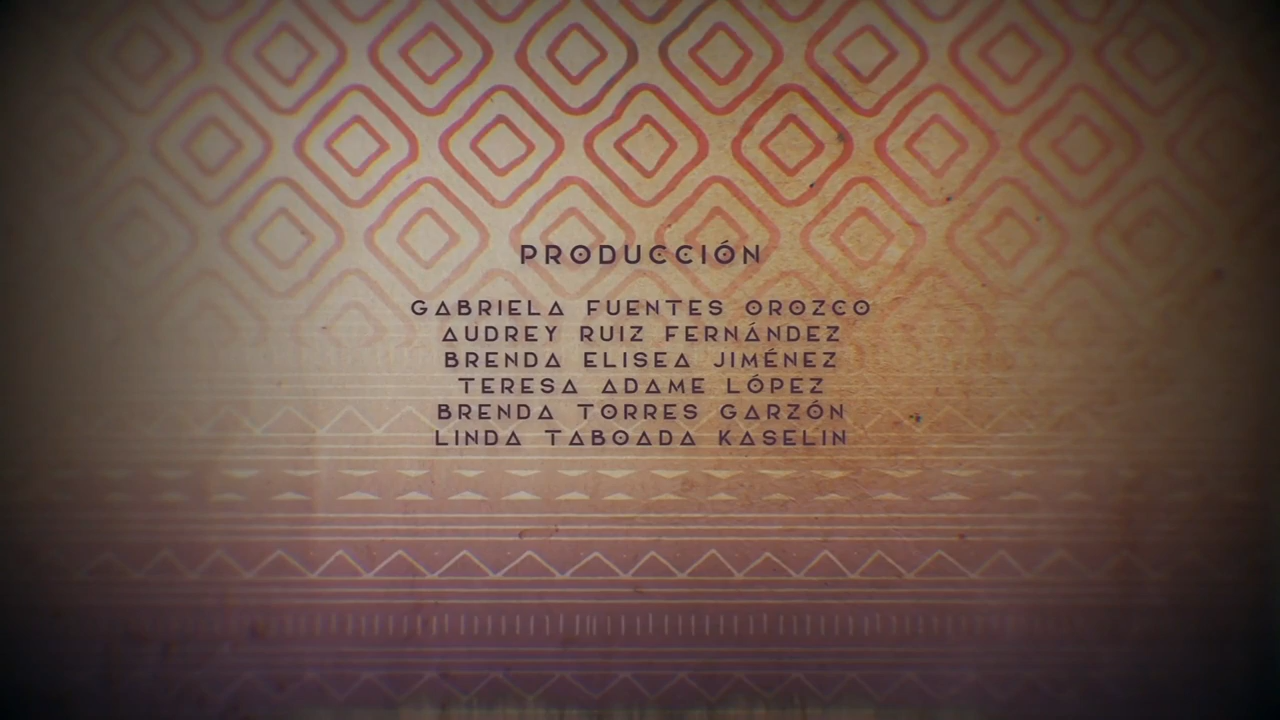 PRODUCCIÓN
GABRIELA FUENTES OROZCO
AUDREY RUIZ FERNÁNDEZ
BRENDA ELISEA JIMÉNEZ
TERESA ADAME LÓPEZ
BRENDA TORRES GARZÓN
LINDA TABOADA KASELIN